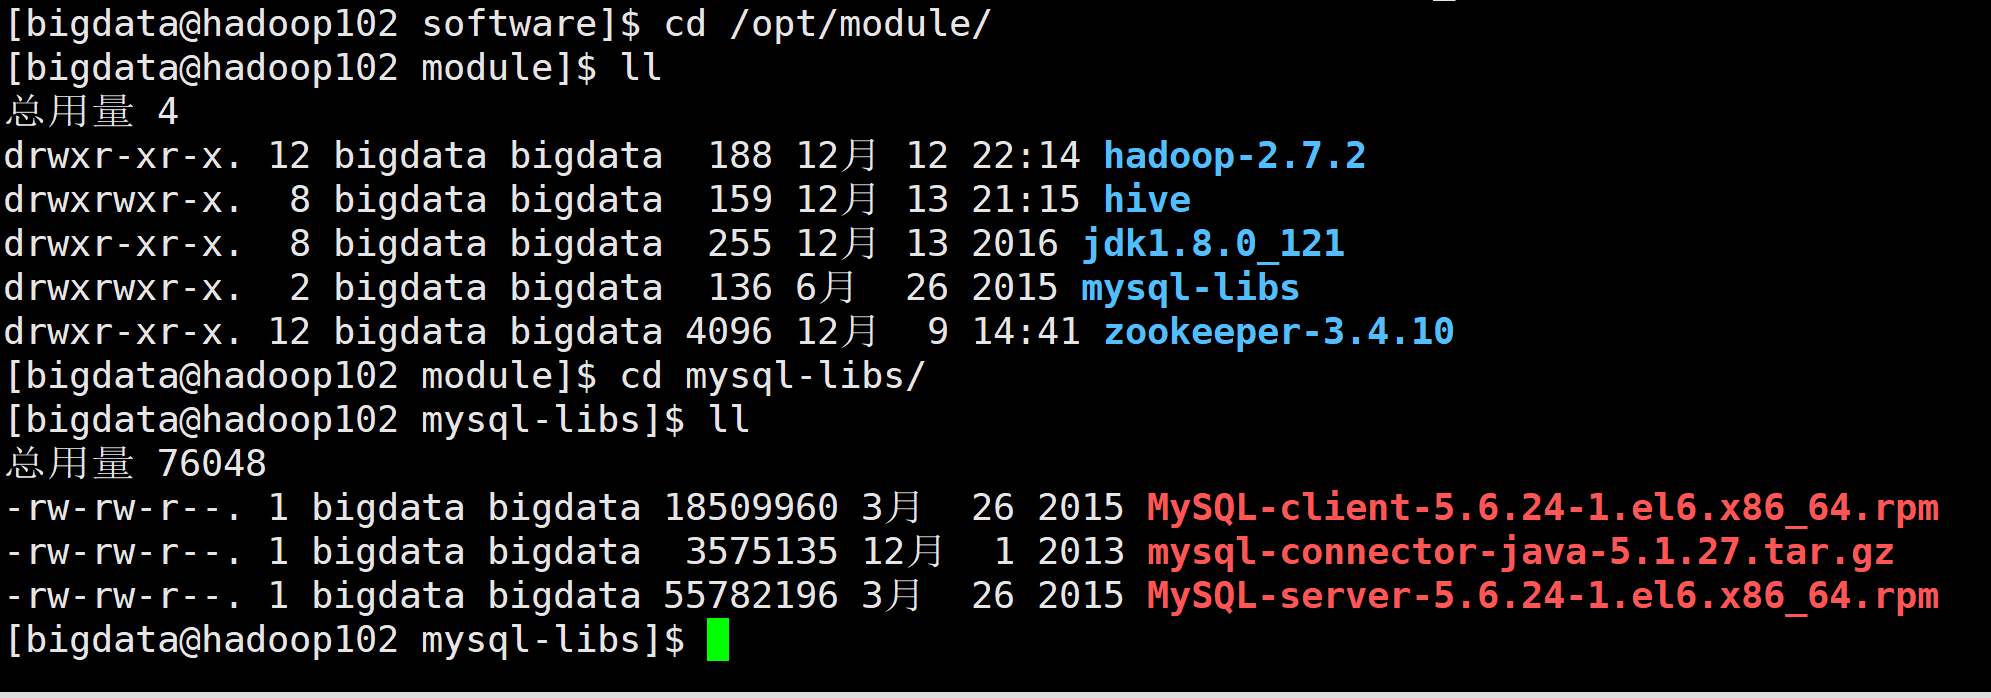 [bigdata@hadoop102 software]$ cd /opt/module/
[bigdata@hadoop102 module]$ ll
总用量 4
drwxr-xr-x. 12 bigdata bigdata  188 12月 12 22:14 hadoop-2.7.2
drwxrwxr-x.  8 bigdata bigdata  159 12月 13 21:15 hive
drwxr-xr-x.  8 bigdata bigdata  255 12月 13 2016 jdk1.8.0_121
drwxrwxr-x.  2 bigdata bigdata  136 6月  26 2015 mysql-libs
drwxr-xr-x. 12 bigdata bigdata 4096 12月  9 14:41 zookeeper-3.4.10
[bigdata@hadoop102 module]$ cd mysql-libs/
[bigdata@hadoop102 mysql-libs]$ ll
总用量 76048
-rw-rw-r--. 1 bigdata bigdata 18509960 3月  26 2015 MySQL-client-5.6.24-1.el6.x86_64.rpm
-rw-rw-r--. 1 bigdata bigdata  3575135 12月  1 2013 mysql-connector-java-5.1.27.tar.gz
-rw-rw-r--. 1 bigdata bigdata 55782196 3月  26 2015 MySQL-server-5.6.24-1.el6.x86_64.rpm
[bigdata@hadoop102 mysql-libs]$